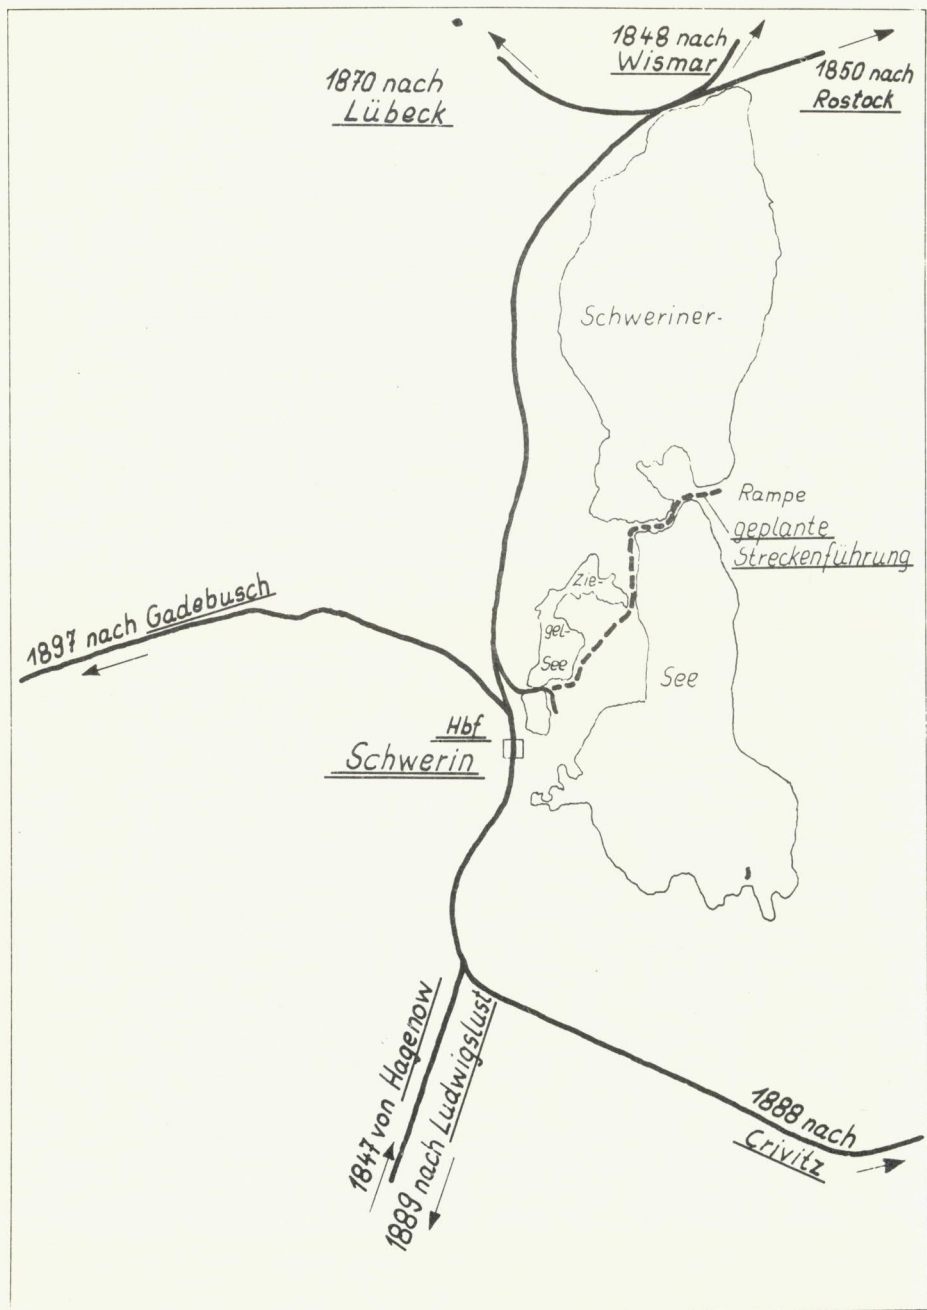 1848 nach
Wismar
1870 nach
Lübeck
1850 nach
Rostock
Schweriner-
Rampe
geplante
Streckenführung
Zie-
gel-
See
See
1897 nach Gadebusch
Hbf
Schwerin
1847 von Hagenow
1889 nach Ludwigslust
1888 nach
Crivitz